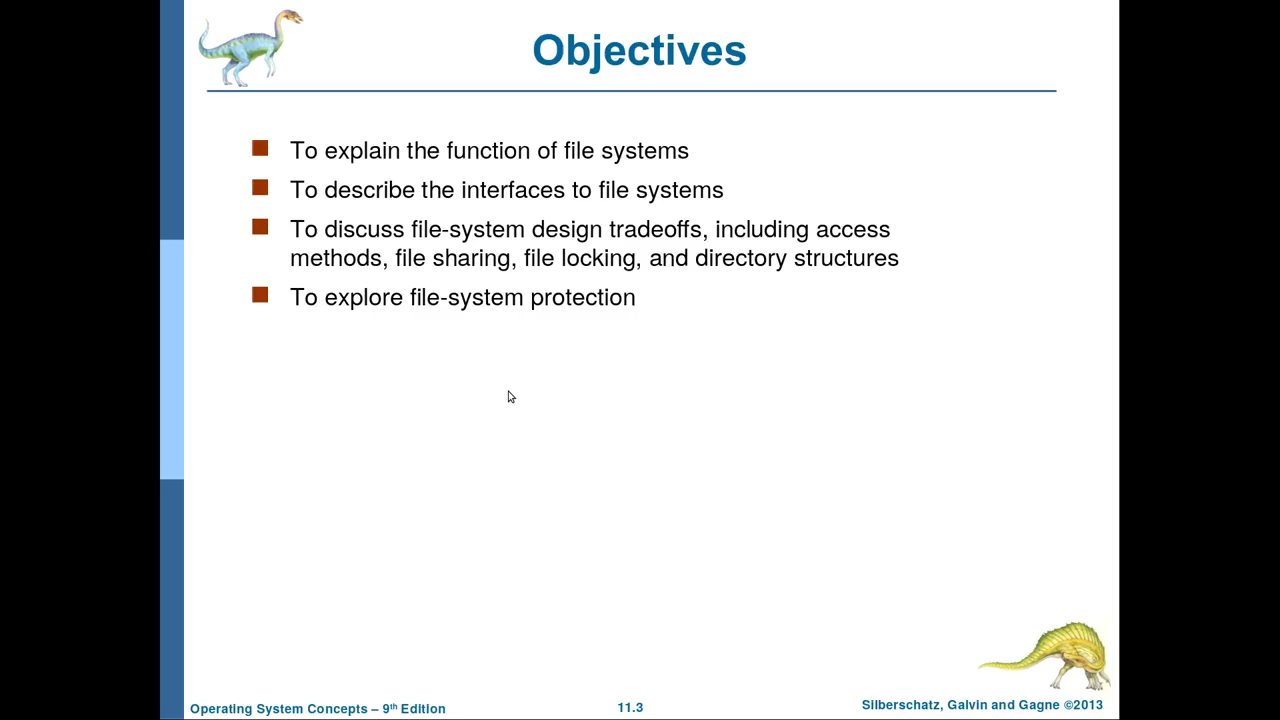 Objectives
To explain the function of file systems
To describe the interfaces to file systems
To discuss file-system design tradeoffs, including access
methods, file sharing, file locking, and directory structures
To explore file-system protection
Operating System Concepts – 9th Edition
11.3
Silberschatz, Galvin and Gagne ©2013